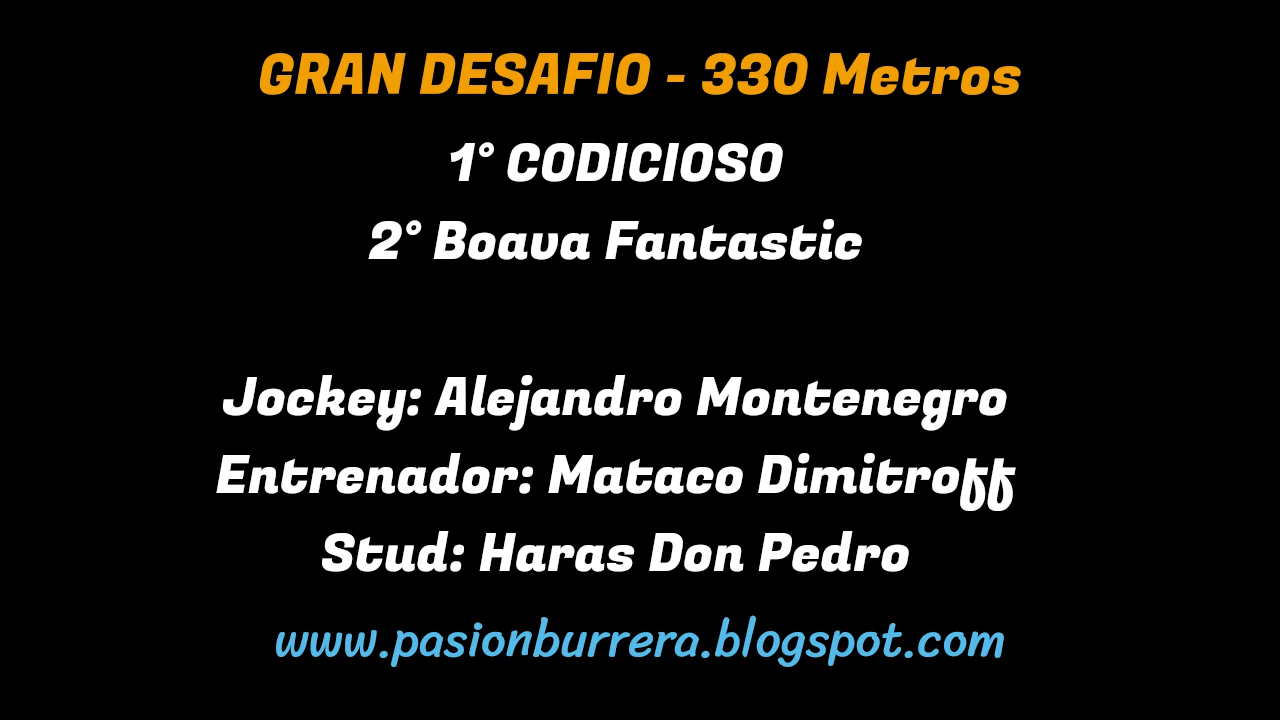 GRAN DESAFIO - 330 Metros
1° CODICIOSO
2° Boava Fantastic
Jockey: Alejandro Montenegro
Entrenador: Mataco Dimitroff
Stud: Haras Don Pedro
www.pasionburrera.blogspot.com